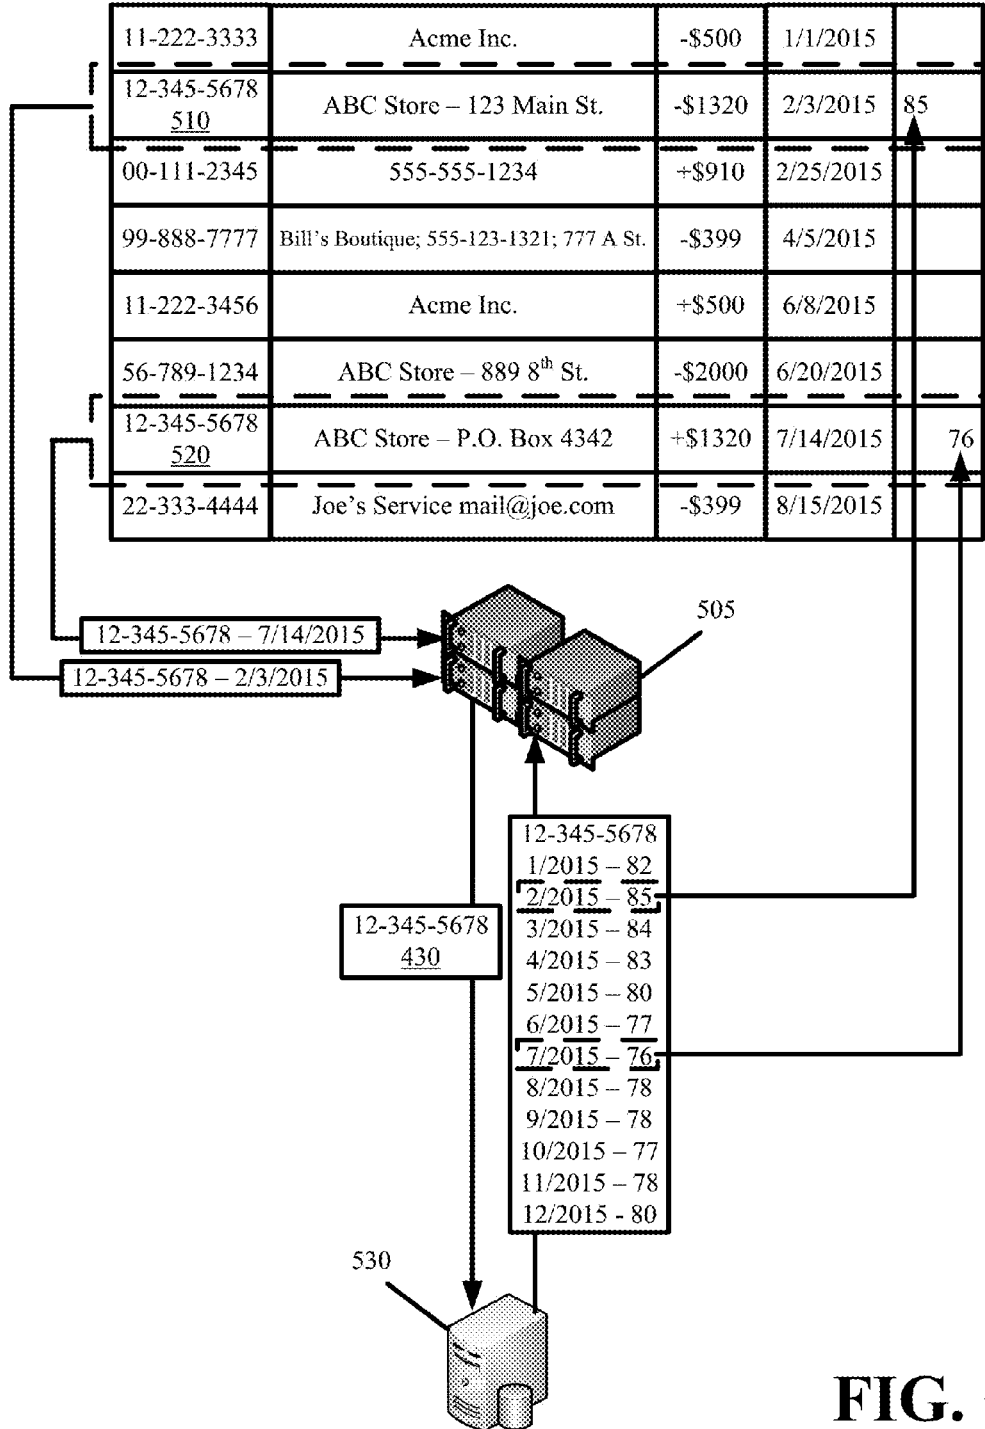 11-222-3333 Acme Inc. -$500 1/1/2015
12-345-5678 510 ABC Store – 123 Main St. -$1320 2/3/2015 85
00-111-2345 555-555-1234 +$910 2/25/2015
99-888-7777 Bill's Boutique; 555-123-1321; 777 A St. -$399 4/5/2015
11-222-3456 Acme Inc. +$500 6/8/2015
56-789-1234 ABC Store – 889 8th St. -$2000 6/20/2015
12-345-5678 520 ABC Store – P.O. Box 4342 +$1320 7/14/2015 76
22-333-4444 Joe's Service mail@joe.com -$399 8/15/2015
505
12-345-5678 – 7/14/2015
12-345-5678 – 2/3/2015
12-345-5678
1/2015 – 82
2/2015 – 85
3/2015 – 84
4/2015 – 83
5/2015 – 80
6/2015 – 77
7/2015 – 76
8/2015 – 78
9/2015 – 78
10/2015 – 77
11/2015 – 78
12/2015 - 80
12-345-5678
430
530
FIG.